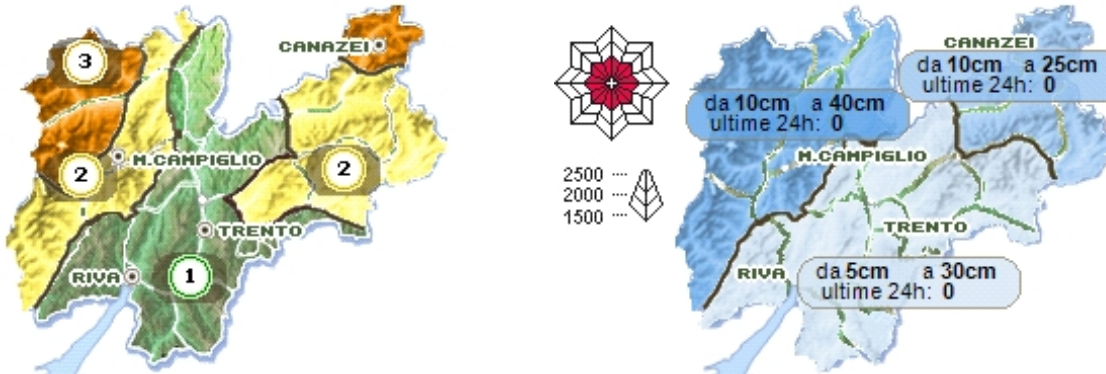 CANAZEI
3
M.CAMPIGLIO
2
2
TRENTO
RIVA
1
2500
2000
1500
CANAZEI
da 10cm a 25cm
ultime 24h: 0
da 10cm a 40cm
ultime 24h: 0
M.CAMPIGLIO
TRENTO
RIVA
da 5cm a 30cm
ultime 24h: 0